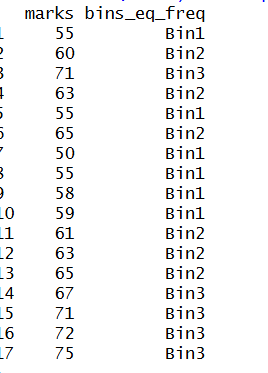 marks bins_eq_freq
1 55 Bin1
2 60 Bin2
3 71 Bin3
4 63 Bin2
5 55 Bin1
6 65 Bin2
7 50 Bin1
8 55 Bin1
9 58 Bin1
10 59 Bin1
11 61 Bin2
12 63 Bin2
13 65 Bin2
14 67 Bin3
15 71 Bin3
16 72 Bin3
17 75 Bin3